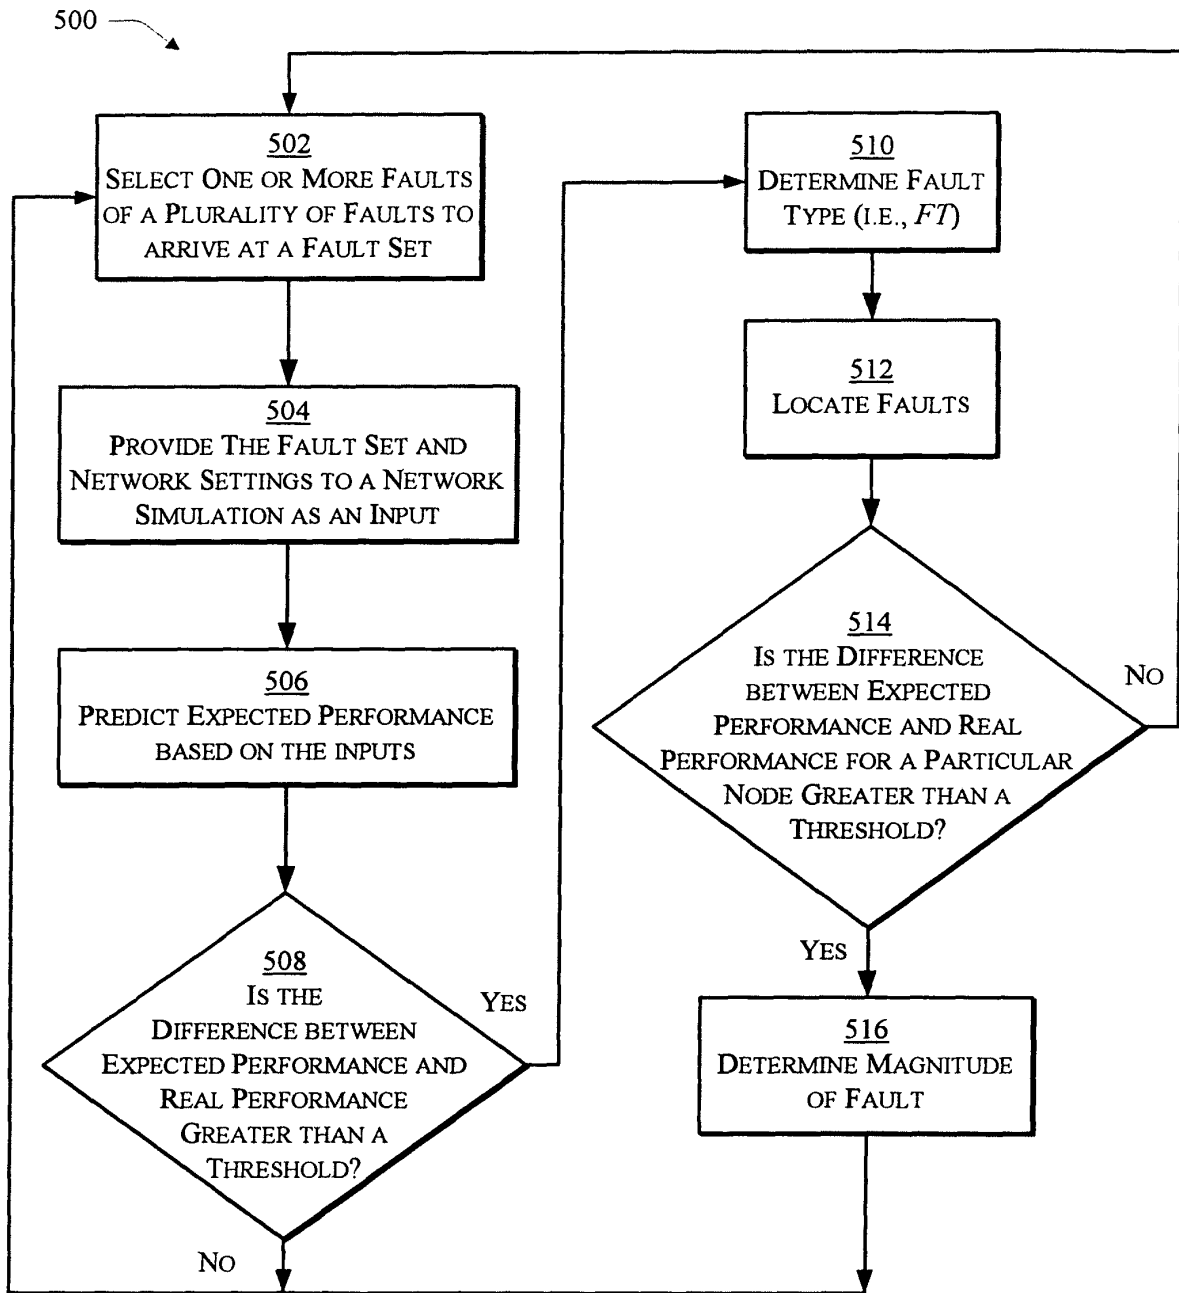 500
502
SELECT ONE OR MORE FAULTS
OF A PLURALITY OF FAULTS TO
ARRIVE AT A FAULT SET
504
PROVIDE THE FAULT SET AND
NETWORK SETTINGS TO A NETWORK
SIMULATION AS AN INPUT
506
PREDICT EXPECTED PERFORMANCE
BASED ON THE INPUTS
508
IS THE
DIFFERENCE BETWEEN
EXPECTED PERFORMANCE AND
REAL PERFORMANCE
GREATER THAN A
THRESHOLD?
YES
NO
510
DETERMINE FAULT
TYPE (I.E., FT)
512
LOCATE FAULTS
514
IS THE DIFFERENCE
BETWEEN EXPECTED
PERFORMANCE AND REAL
PERFORMANCE FOR A PARTICULAR
NODE GREATER THAN A
THRESHOLD?
NO
YES
516
DETERMINE MAGNITUDE
OF FAULT